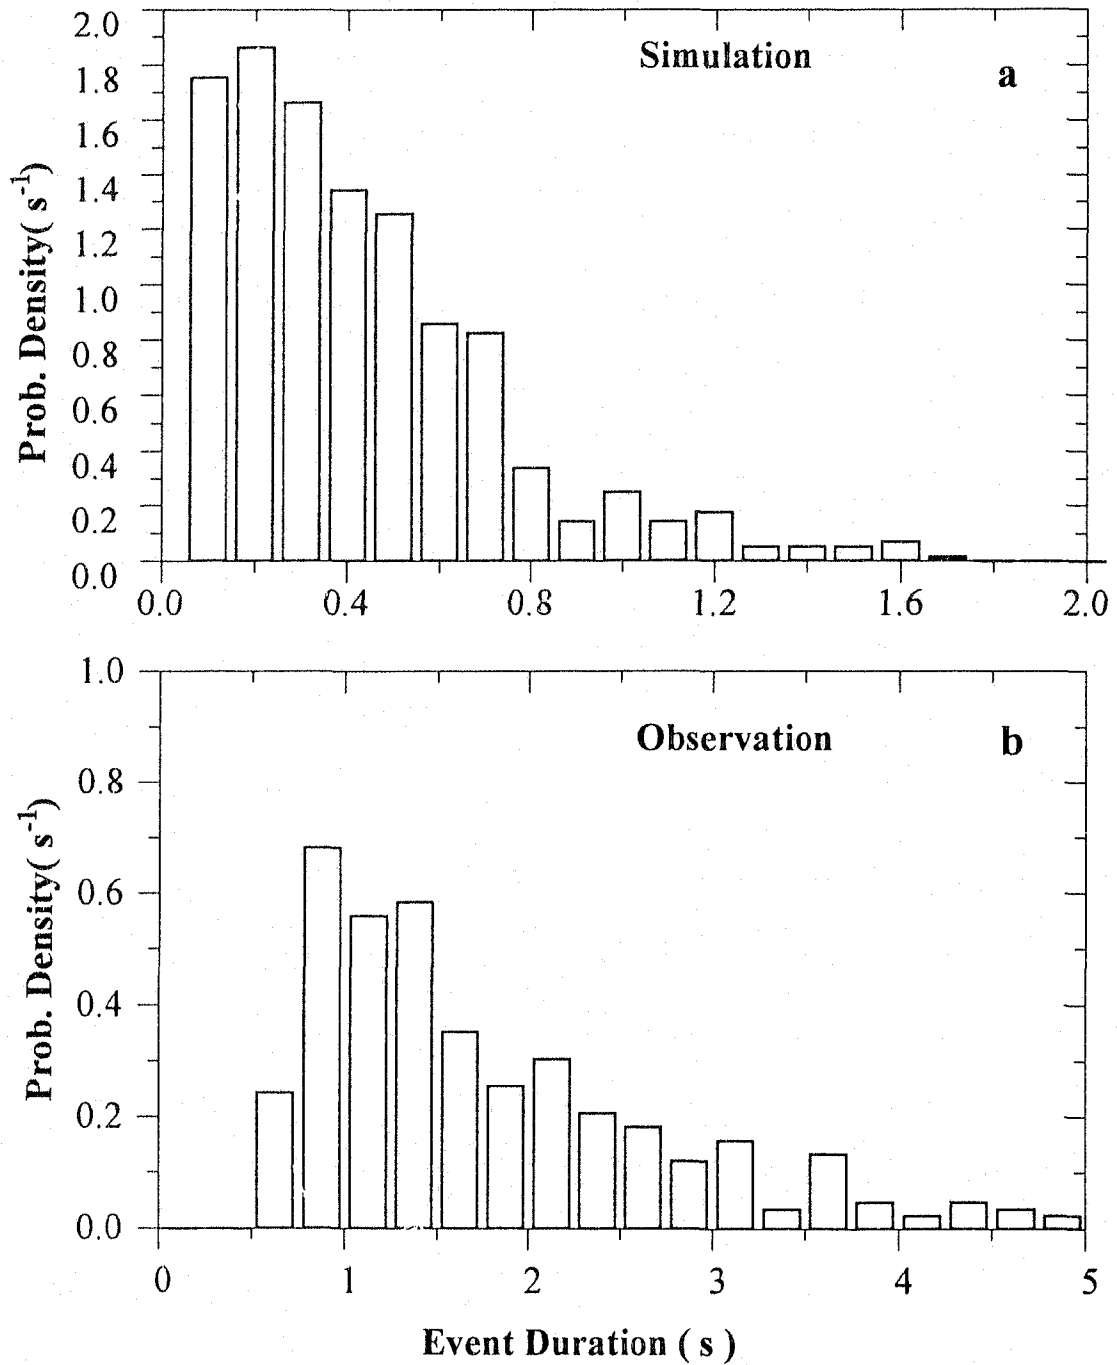 Simulation
a
Prob. Density( s⁻¹)
2.0
1.8
1.6
1.4
1.2
1.0
0.8
0.6
0.4
0.2
0.0
0.0 0.4 0.8 1.2 1.6 2.0
Observation
b
Prob. Density( s⁻¹)
1.0
0.8
0.6
0.4
0.2
0.0
0 1 2 3 4 5
Event Duration ( s )